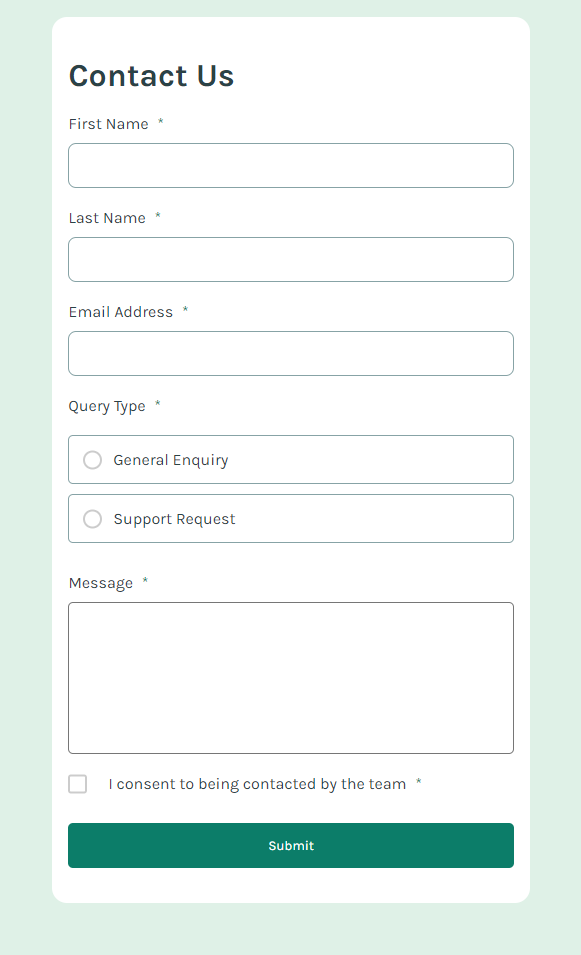 Contact Us
First Name *
Last Name *
Email Address *
Query Type *
General Enquiry
Support Request
Message *
I consent to being contacted by the team *
Submit